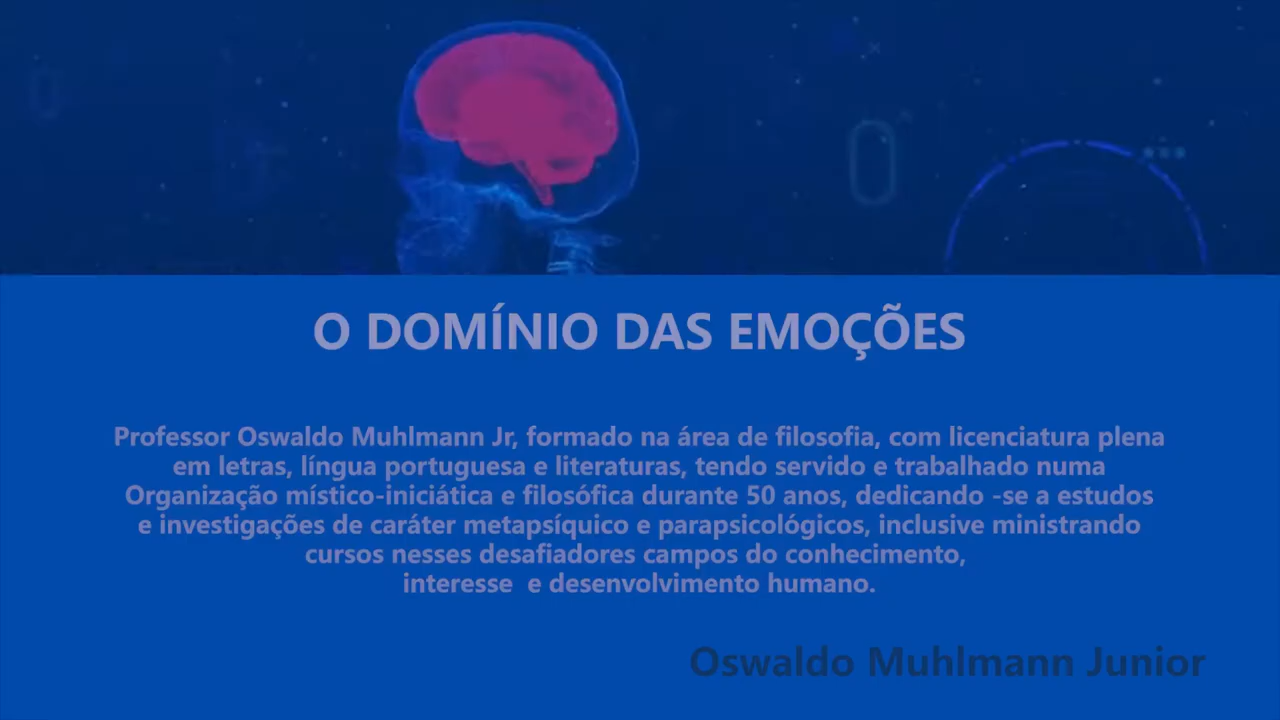 O DOMÍNIO DAS EMOÇÕES
Professor Oswaldo Muhlmann Jr, formado na área de filosofia, com licenciatura plena
em letras, língua portuguesa e literaturas, tendo servido e trabalhado numa
Organização místico-iniciática e filosófica durante 50 anos, dedicando -se a estudos
e investigações de caráter metapsíquico e parapsicológicos, inclusive ministrando
cursos nesses desafiadores campos do conhecimento,
interesse  e desenvolvimento humano.
Oswaldo Muhlmann Junior